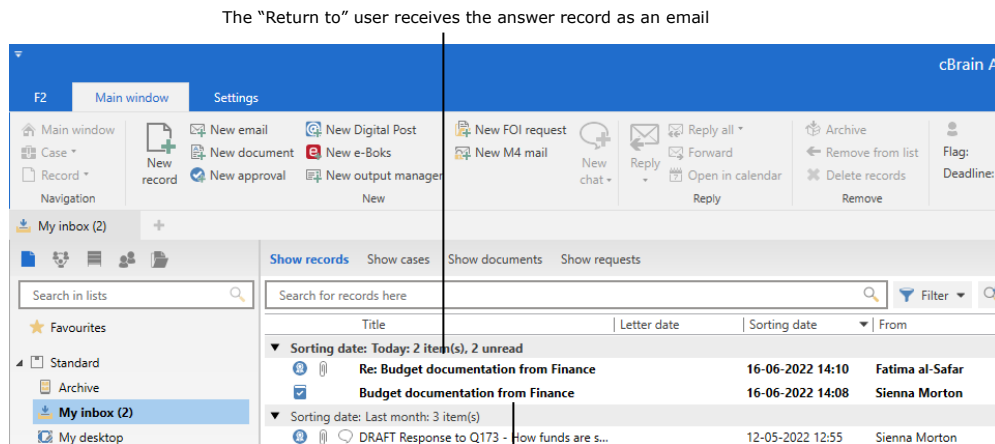 The “Return to” user receives the answer record as an email
cBrain A
F2 Main window Settings
Main window New email New Digital Post New FOI request Reply all Archive
Case New document New e-Boks New M4 mail Forward Remove from list Flag:
Record New record New approval New output manager New chat Reply Open in calendar Delete records Deadline:
Navigation New Reply Remove
My inbox (2) +
Show records Show cases Show documents Show requests
Search in lists Search for records here Filter
Favourites Title Letter date Sorting date From
Standard Sorting date: Today: 2 item(s), 2 unread
Re: Budget documentation from Finance 16-06-2022 14:10 Fatima al-Safar
Archive Budget documentation from Finance 16-06-2022 14:08 Sienna Morton
My inbox (2) Sorting date: Last month: 3 item(s)
My desktop DRAFT Response to Q173 - How funds are s... 12-05-2022 12:55 Sienna Morton